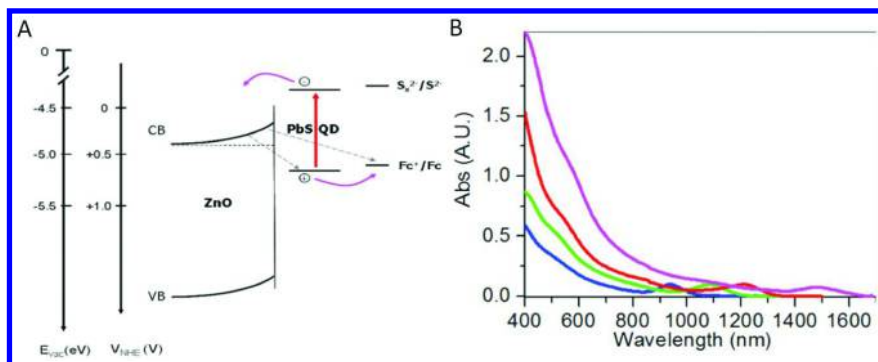 A
0
-4.5
-5.0
-5.5
0
+0.5
+1.0
CB
ZnO
VB
PbS QD
Sₓ²⁻/S²⁻
Fc⁺/Fc
E_vac(eV)
V_NHE(V)
B
Abs (A.U.)
2.0
1.5
1.0
0.5
0.0
400 600 800 1000 1200 1400 1600
Wavelength (nm)